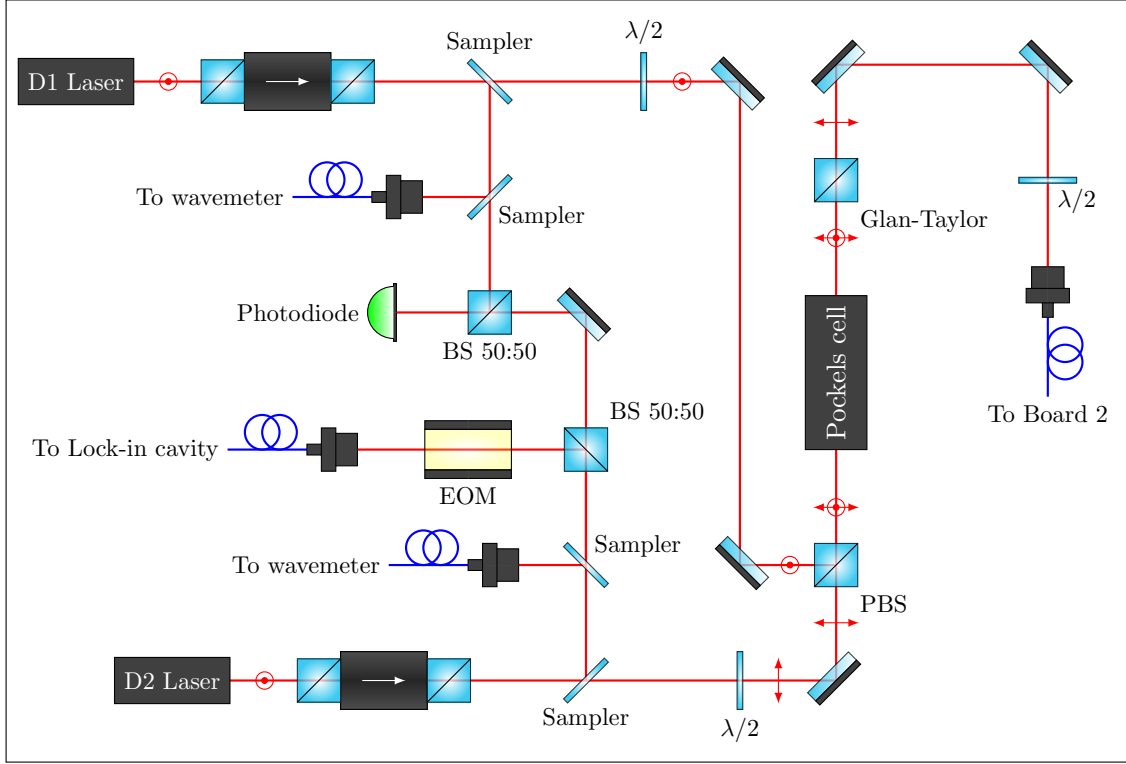 Sampler
λ/2
D1 Laser
To wavemeter
Sampler
Glan-Taylor
λ/2
Photodiode
BS 50:50
Pockels cell
BS 50:50
To Board 2
To Lock-in cavity
EOM
Sampler
To wavemeter
PBS
D2 Laser
Sampler
λ/2